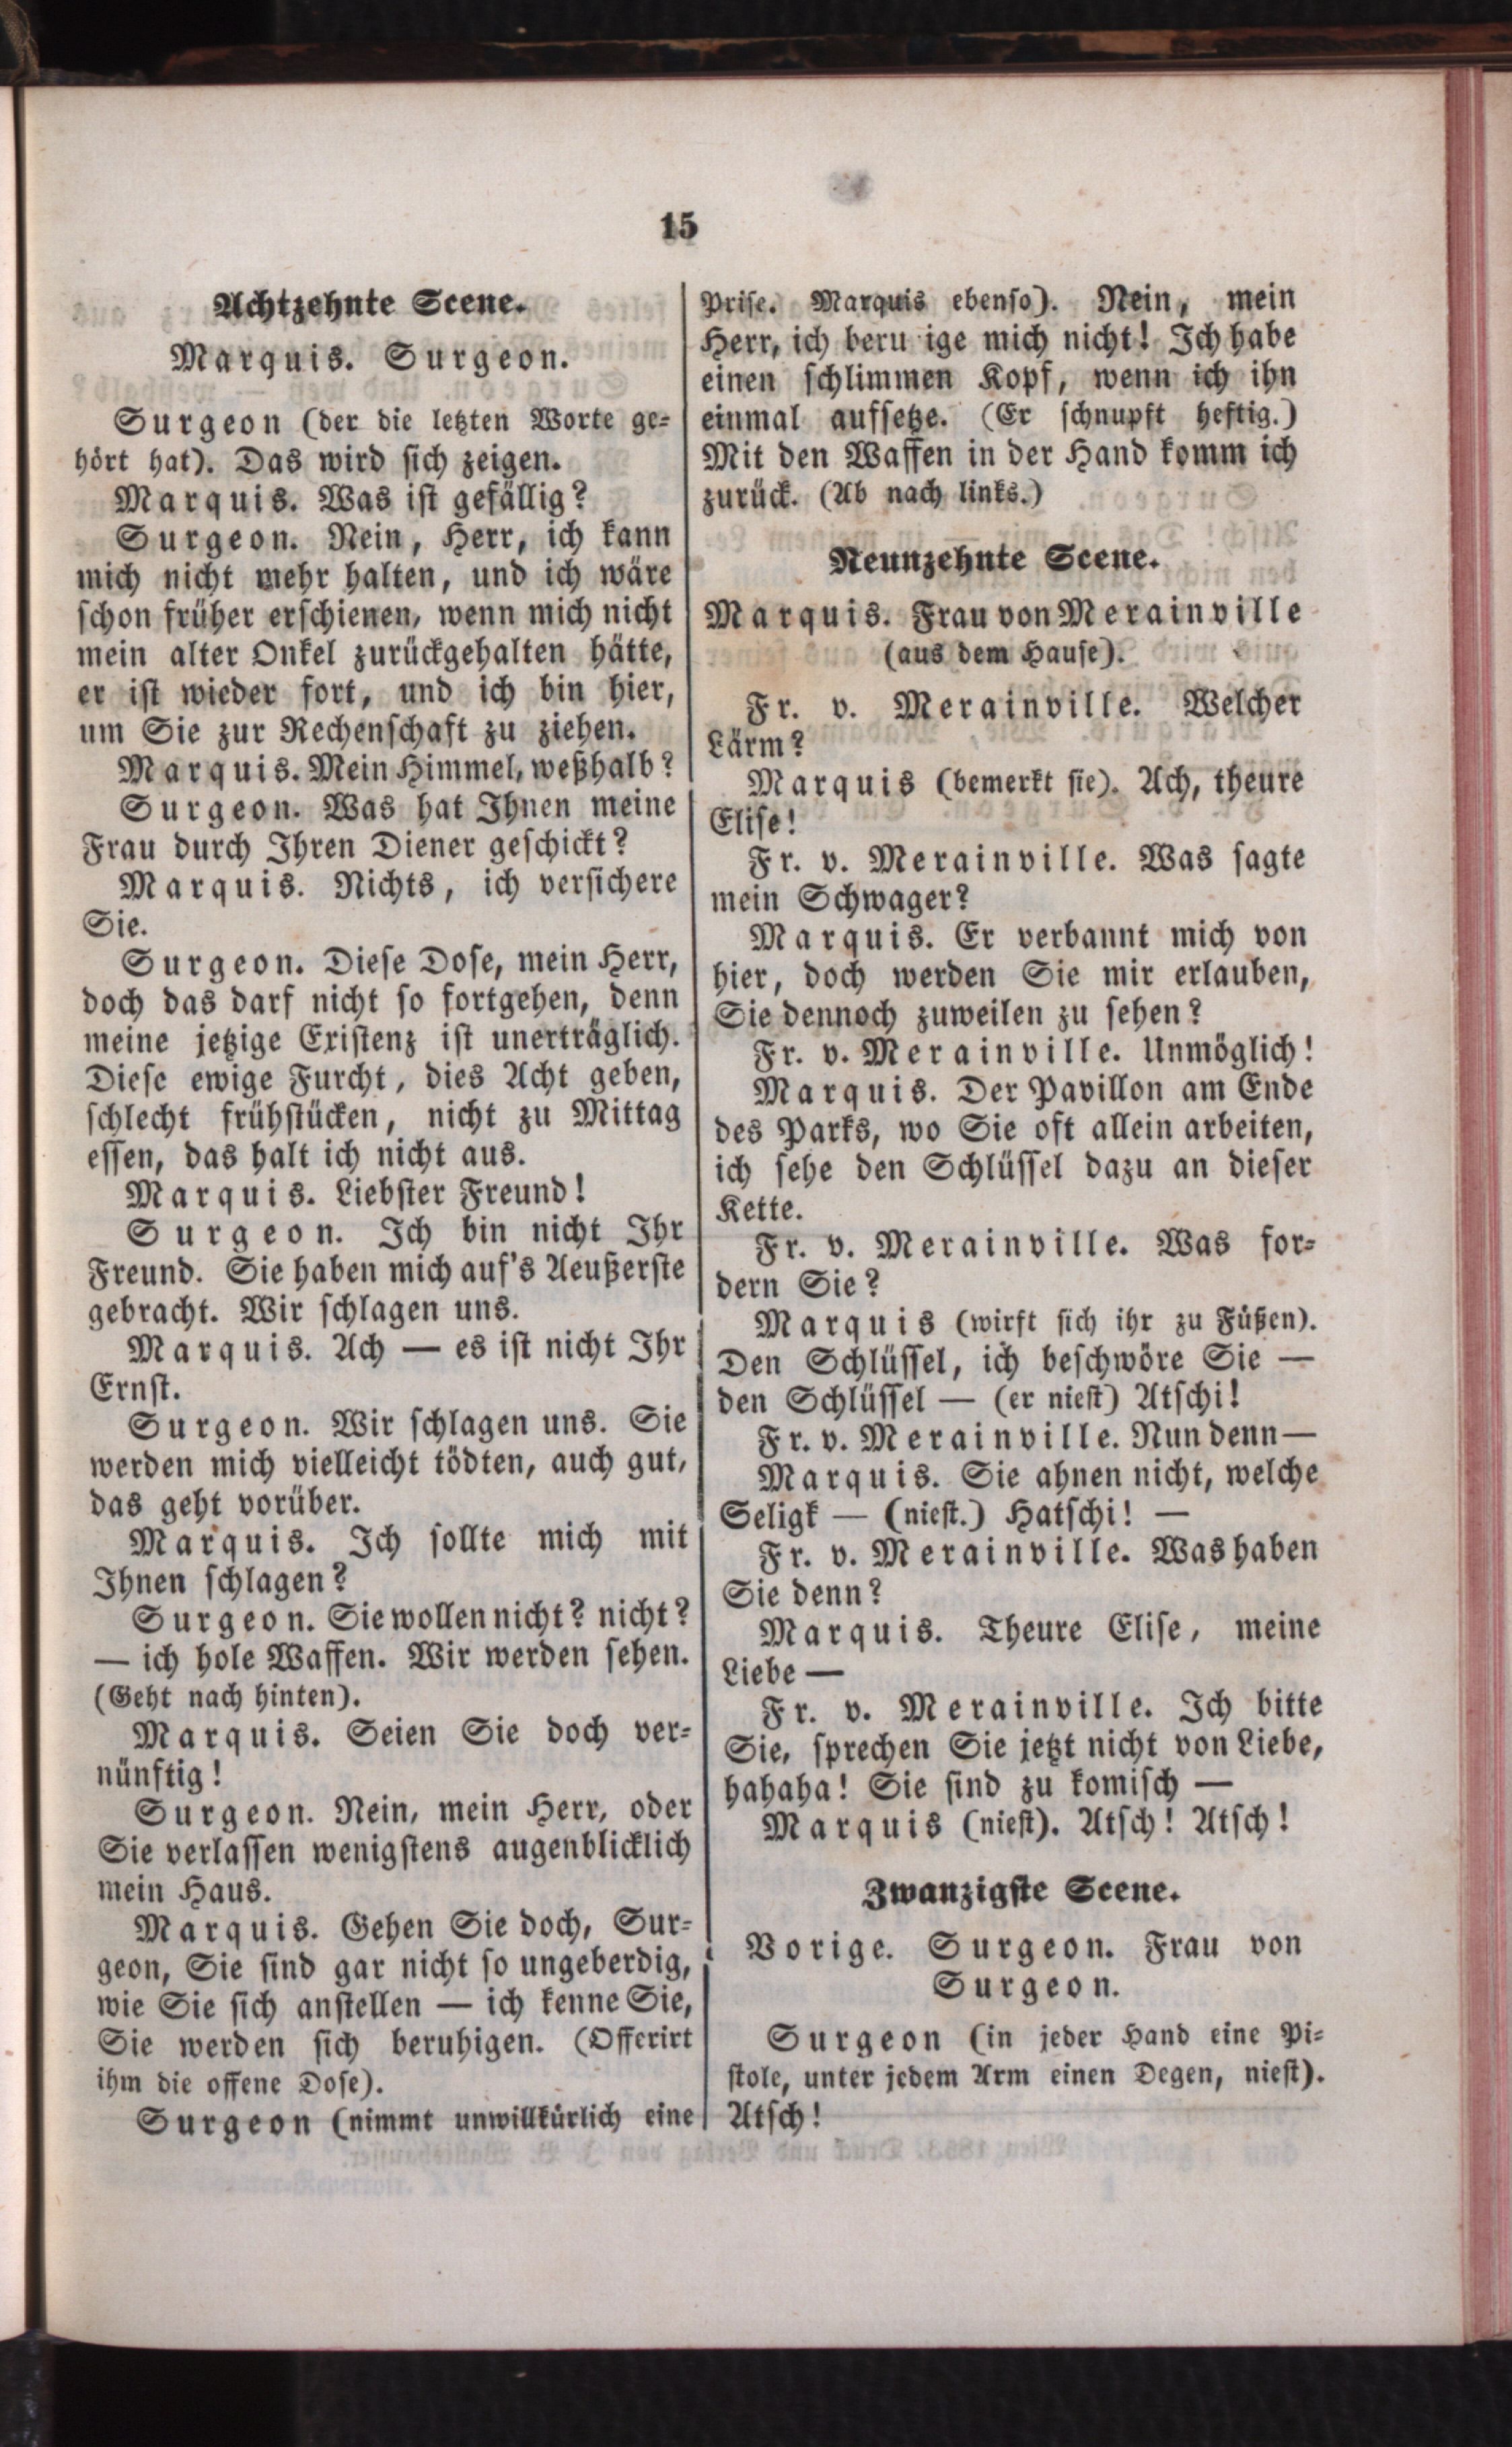 15
Achtzehnte Scene.
Marquis. Surgeon.
Surgeon (der die letzten Worte ge-
hört hat). Das wird sich zeigen.
Marquis. Was ist gefällig?
Surgeon. Nein, Herr, ich kann
mich nicht mehr halten, und ich wäre
schon früher erschienen, wenn mich nicht
mein alter Onkel zurückgehalten hätte,
er ist wieder fort, und ich bin hier,
um Sie zur Rechenschaft zu ziehen.
Marquis. Mein Himmel, weßhalb?
Surgeon. Was hat Ihnen meine
Frau durch Ihren Diener geschickt?
Marquis. Nichts, ich versichere
Sie.
Surgeon. Diese Dose, mein Herr,
doch das darf nicht so fortgehen, denn
meine jetzige Existenz ist unerträglich.
Diese ewige Furcht, dies Acht geben,
schlecht frühstücken, nicht zu Mittag
essen, das halt ich nicht aus.
Marquis. Liebster Freund!
Surgeon. Ich bin nicht Ihr
Freund. Sie haben mich auf's Aeußerste
gebracht. Wir schlagen uns.
Marquis. Ach — es ist nicht Ihr
Ernst.
Surgeon. Wir schlagen uns. Sie
werden mich vielleicht tödten, auch gut,
das geht vorüber.
Marquis. Ich sollte mich mit
Ihnen schlagen?
Surgeon. Sie wollen nicht? nicht?
— ich hole Waffen. Wir werden sehen.
(Geht nach hinten).
Marquis. Seien Sie doch ver-
nünftig!
Surgeon. Nein, mein Herr, oder
Sie verlassen wenigstens augenblicklich
mein Haus.
Marquis. Gehen Sie doch, Sur-
geon, Sie sind gar nicht so ungeberdig,
wie Sie sich anstellen — ich kenne Sie,
Sie werden sich beruhigen. (Offerirt
ihm die offene Dose).
Surgeon (nimmt unwillkürlich eine
Prise. Marquis ebenso). Nein, mein
Herr, ich beru ige mich nicht! Ich habe
einen schlimmen Kopf, wenn ich ihn
einmal aufsetze. (Er schnupft heftig.)
Mit den Waffen in der Hand komm ich
zurück. (Ab nach links.)
Neunzehnte Scene.
Marquis. Frau von Merainville
(aus dem Hause).
Fr. v. Merainville. Welcher
Lärm?
Marquis (bemerkt sie). Ach, theure
Elise!
Fr. v. Merainville. Was sagte
mein Schwager?
Marquis. Er verbannt mich von
hier, doch werden Sie mir erlauben,
Sie dennoch zuweilen zu sehen?
Fr. v. Merainville. Unmöglich!
Marquis. Der Pavillon am Ende
des Parks, wo Sie oft allein arbeiten,
ich sehe den Schlüssel dazu an dieser
Kette.
Fr. v. Merainville. Was for-
dern Sie?
Marquis (wirft sich ihr zu Füßen).
Den Schlüssel, ich beschwöre Sie —
den Schlüssel — (er niest) Atschi!
Fr. v. Merainville. Nun denn—
Marquis. Sie ahnen nicht, welche
Seligk — (niest.) Hatschi! —
Fr. v. Merainville. Was haben
Sie denn?
Marquis. Theure Elise, meine
Liebe —
Fr. v. Merainville. Ich bitte
Sie, sprechen Sie jetzt nicht von Liebe,
hahaha! Sie sind zu komisch —
Marquis (niest). Atsch! Atsch!
Zwanzigste Scene.
Vorige. Surgeon. Frau von
Surgeon.
Surgeon (in jeder Hand eine Pi-
stole, unter jedem Arm einen Degen, niest).
Atsch!